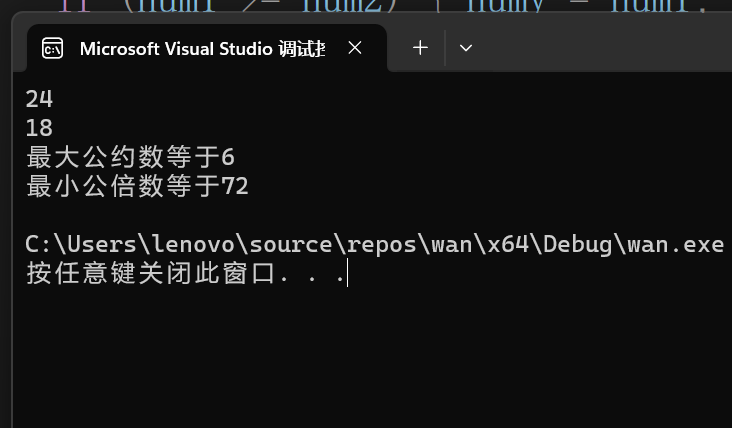 Microsoft Visual Studio 调试
24
18
最大公约数等于6
最小公倍数等于72
C:\Users\lenovo\source\repos\wan\x64\Debug\wan.exe
按任意键关闭此窗口. . .